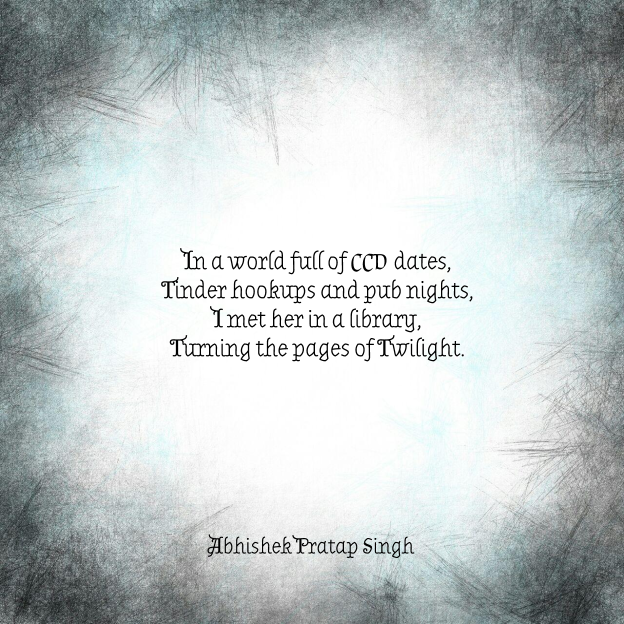 In a world full of CCD dates,
Tinder hookups and pub nights,
I met her in a library,
Turning the pages of Twilight.
Abhishek Pratap Singh